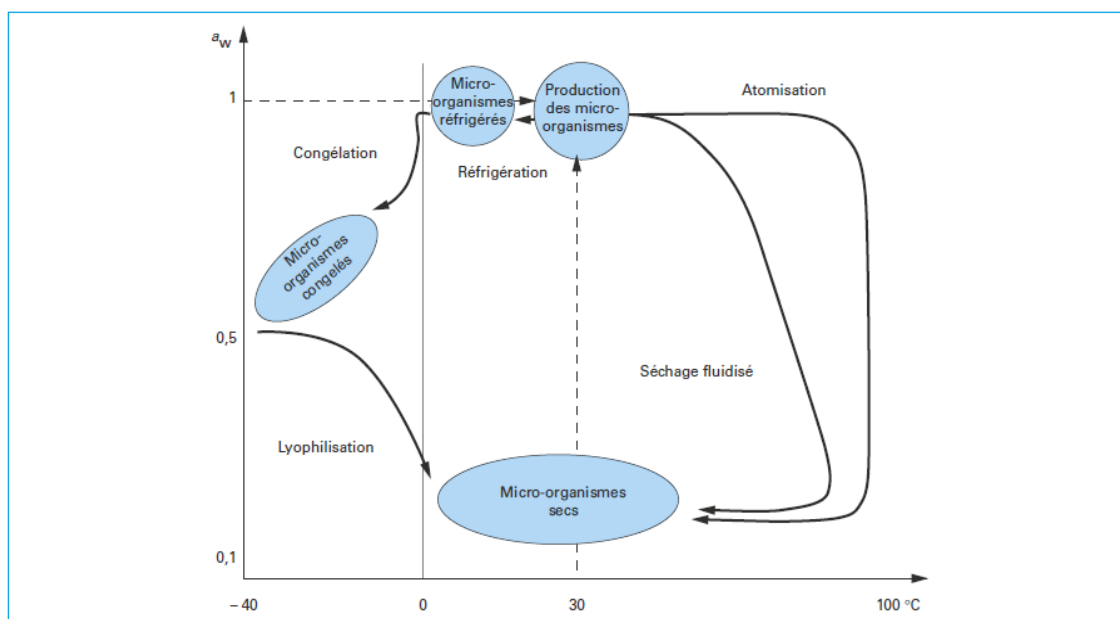 aw
1
Micro-
organismes
réfrigérés
Production
des micro-
organismes
Atomisation
Congélation
Réfrigération
Micro-
organismes
congelés
0,5
Séchage fluidisé
Lyophilisation
Micro-organismes
secs
0,1
– 40
0
30
100 °C